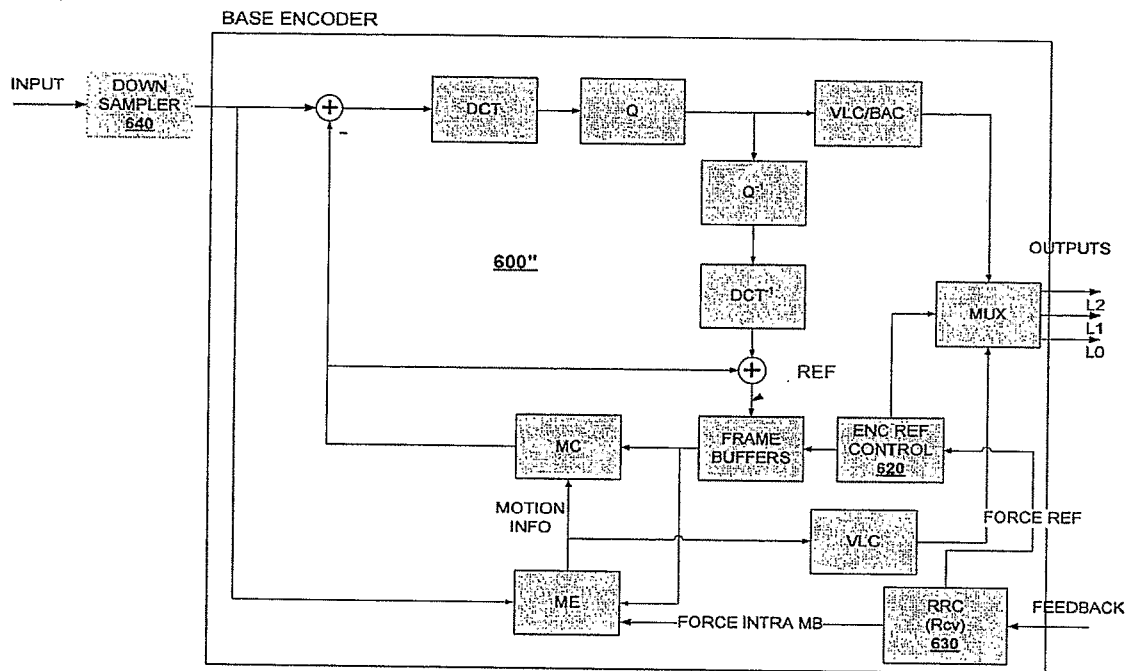 BASE ENCODER
INPUT
DOWN
SAMPLER
640
+
-
DCT
Q
VLC/BAC
Q-1
600"
DCT-1
OUTPUTS
MUX
L2
L1
L0
+
REF
MC
FRAME
BUFFERS
ENC REF
CONTROL
620
MOTION
INFO
FORCE REF
VLC
ME
FORCE INTRA MB
RRC
(Rcv)
630
FEEDBACK